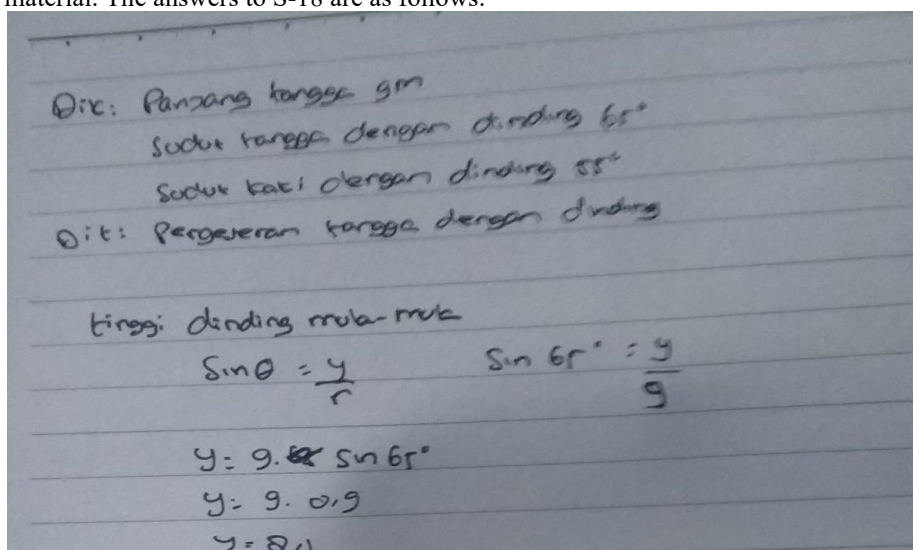 material. The answers to S-18 are as follows:
Dik: Panjang tangga 9m
Sudut tangga dengan dinding 65°
Sudut kaki dengan dinding 55°
Dit: Pergeseran tangga dengan dinding
tinggi dinding mula-mula
Sin θ = y/r    Sin 65° = y/9
y = 9. sin 65°
y = 9. 0,9
y = 8,1